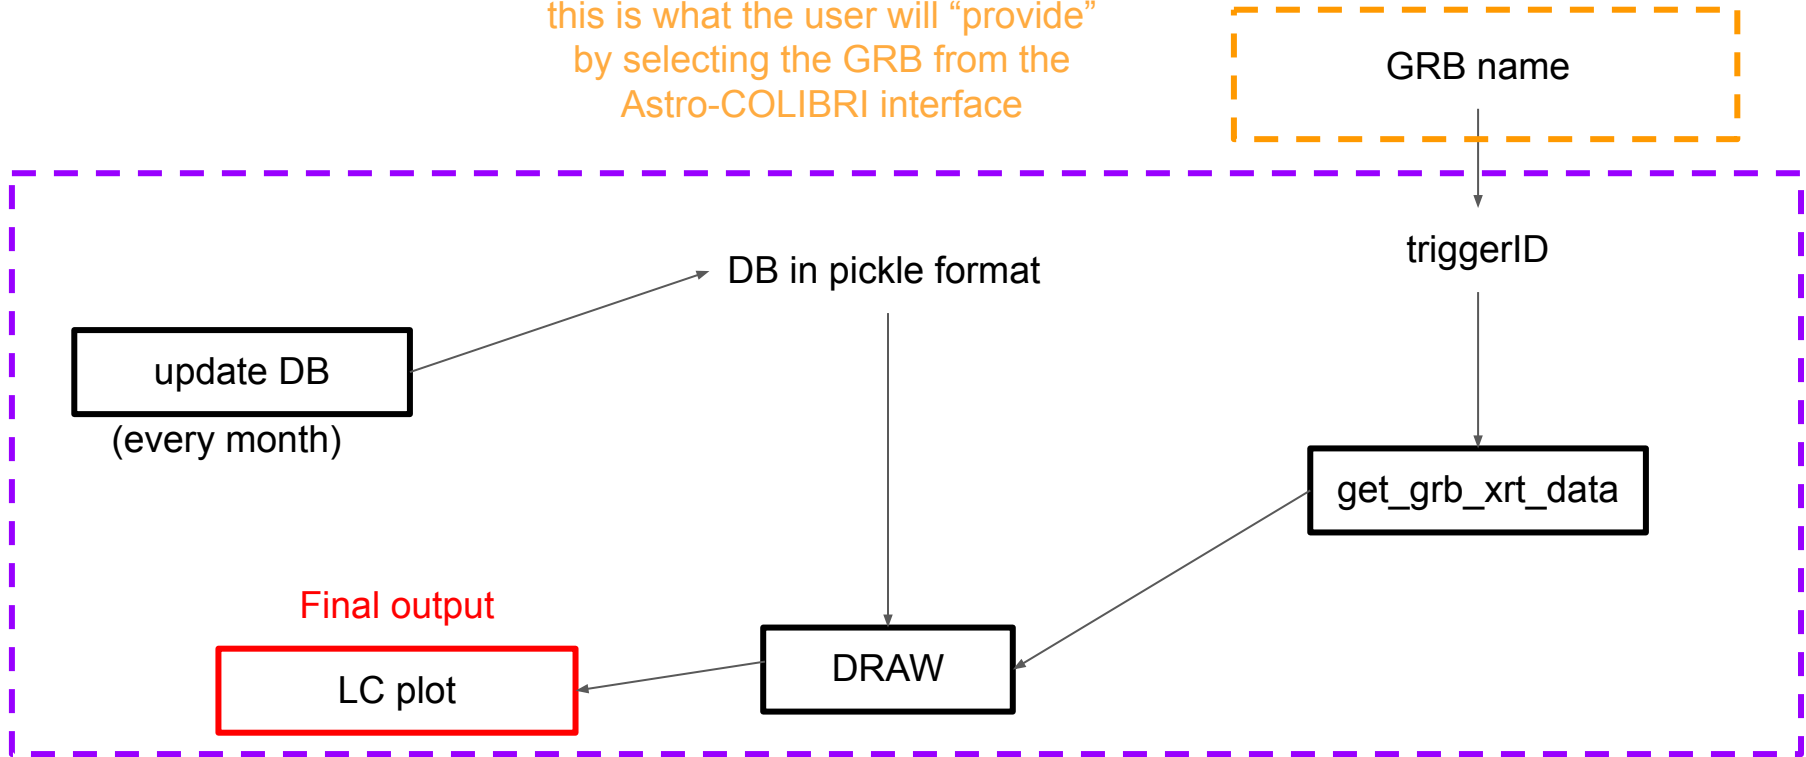 this is what the user will “provide”
by selecting the GRB from the
Astro-COLIBRI interface
GRB name
triggerID
DB in pickle format
update DB
(every month)
get_grb_xrt_data
Final output
LC plot
DRAW